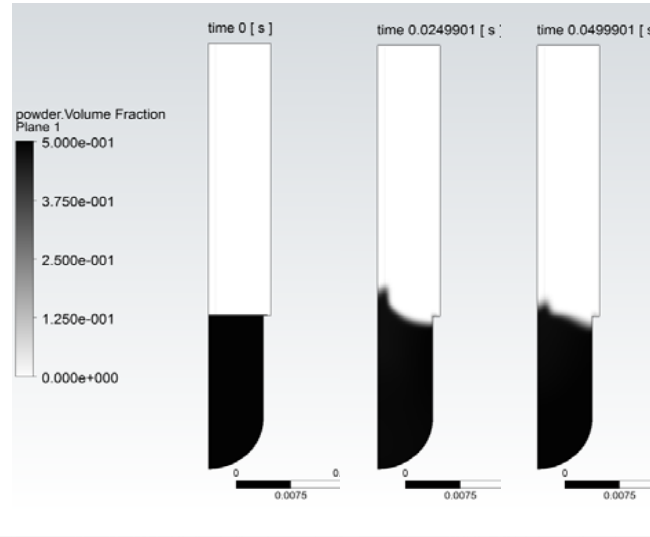 time 0 [ s ]
time 0.0249901 [ s ]
time 0.0499901 [ s
powder.Volume Fraction
Plane 1
5.000e-001
3.750e-001
2.500e-001
1.250e-001
0.000e+000
0
0.
0
0
0.0075
0.0075
0.0075